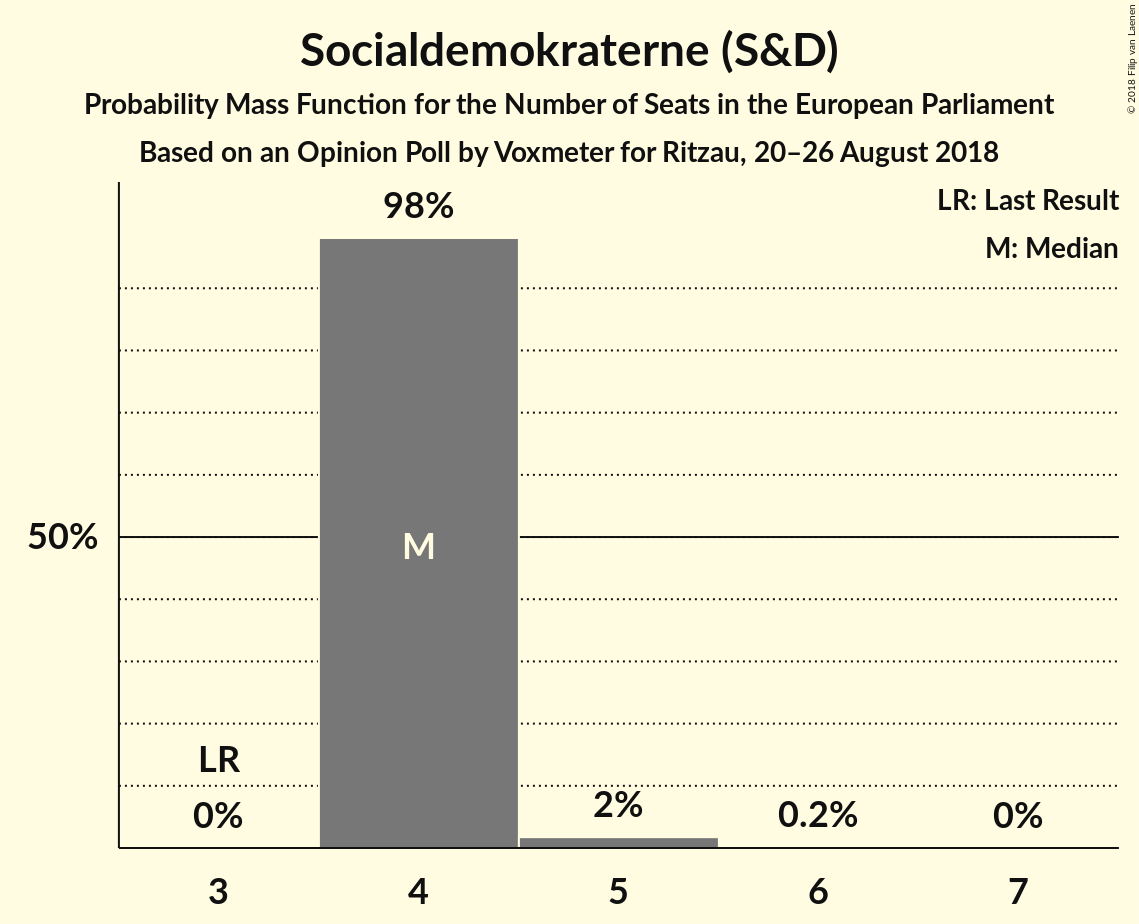 Socialdemokraterne (S&D)
Probability Mass Function for the Number of Seats in the European Parliament
Based on an Opinion Poll by Voxmeter for Ritzau, 20–26 August 2018
© 2018 Filip van Laenen
LR: Last Result
M: Median
98%
50%
M
LR
0%
2%
0.2%
0%
3
4
5
6
7